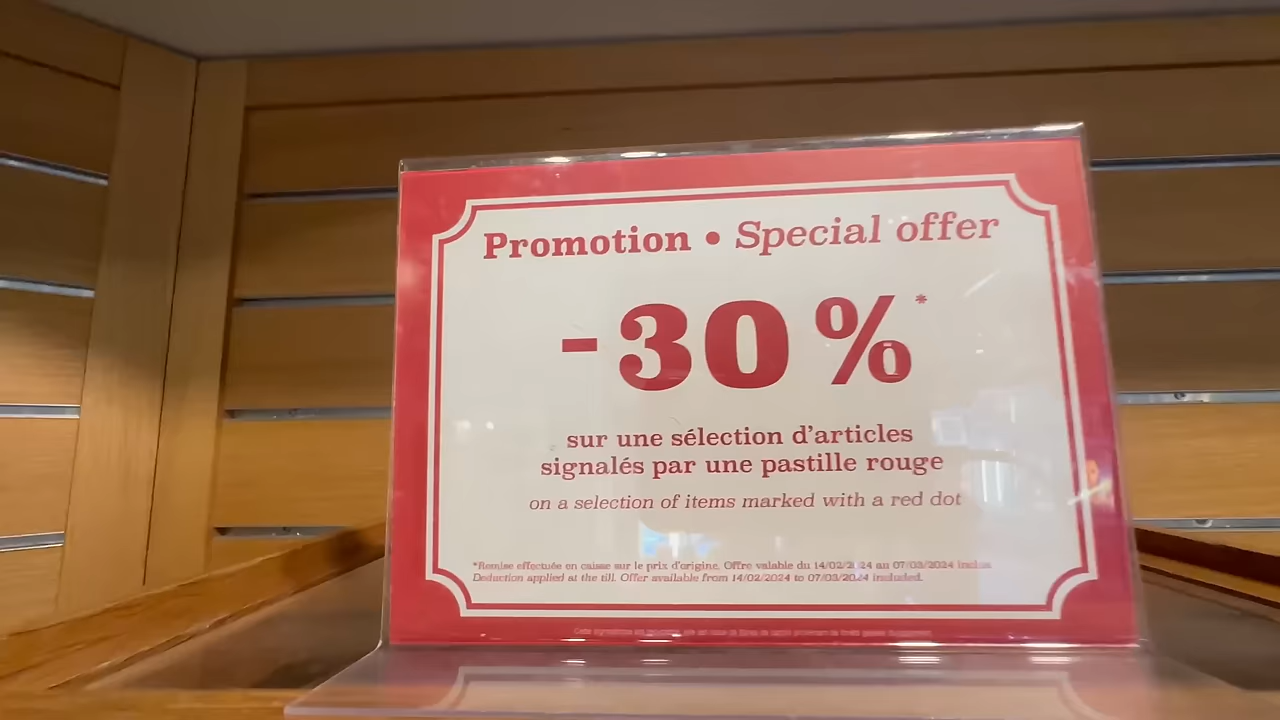 Promotion • Special offer
-30 %*
sur une sélection d'articles
signalés par une pastille rouge
on a selection of items marked with a red dot
*Remise effectuée en caisse sur le prix d'origine. Offre valable du 14/02/2024 au 07/03/2024 inclus
Deduction applied at the till. Offer available from 14/02/2024 to 07/03/2024 included.